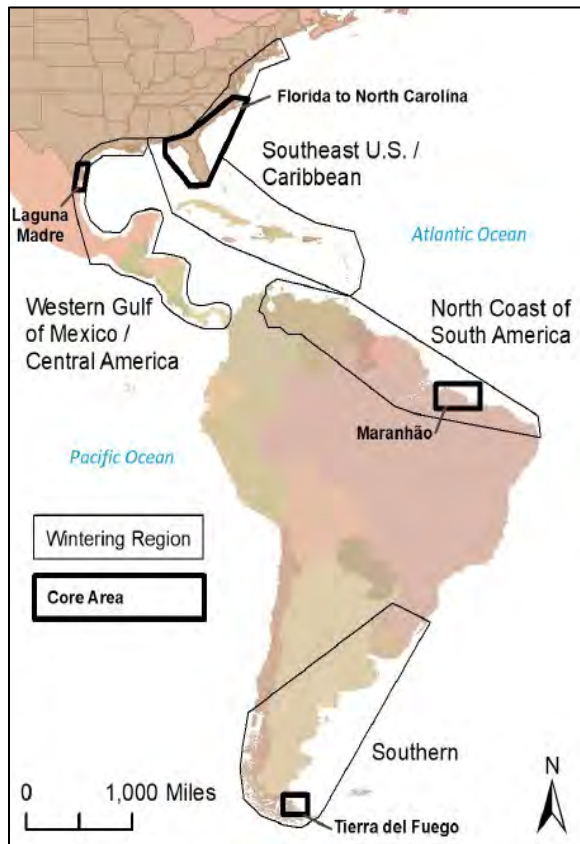 Florida to North Carolina
Southeast U.S. /
Caribbean
Laguna
Madre
Atlantic Ocean
Western Gulf
of Mexico /
Central America
North Coast of
South America
Maranhão
Pacific Ocean
Wintering Region
Core Area
Southern
N
0 1,000 Miles
Tierra del Fuego